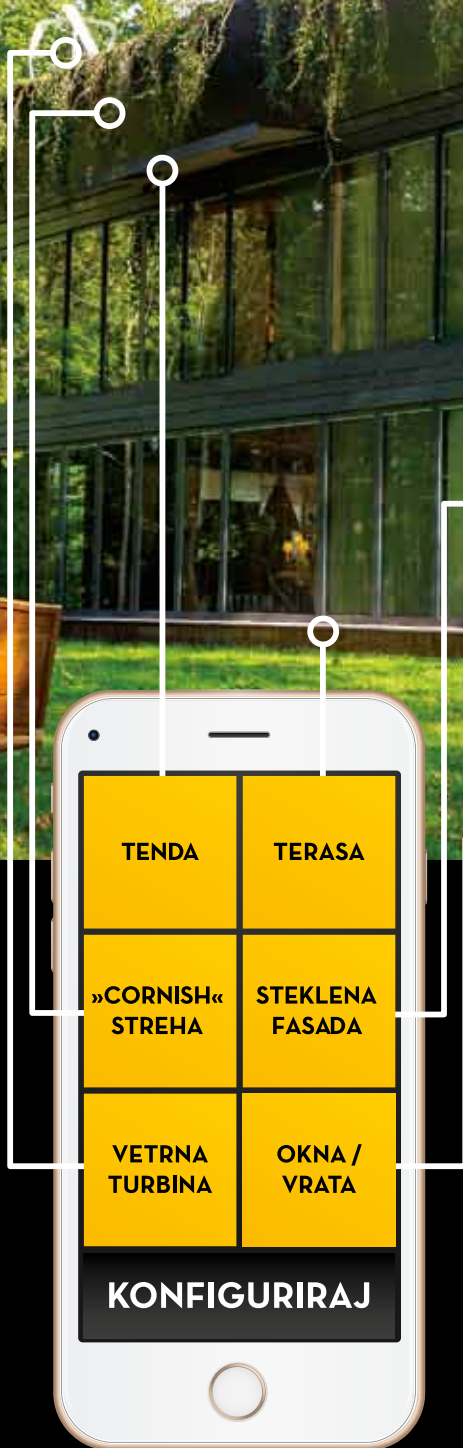 TENDA
TERASA
»CORNISH«
STREHA
STEKLENA
FASADA
VETRNA
TURBINA
OKNA /
VRATA
KONFIGURIRAJ